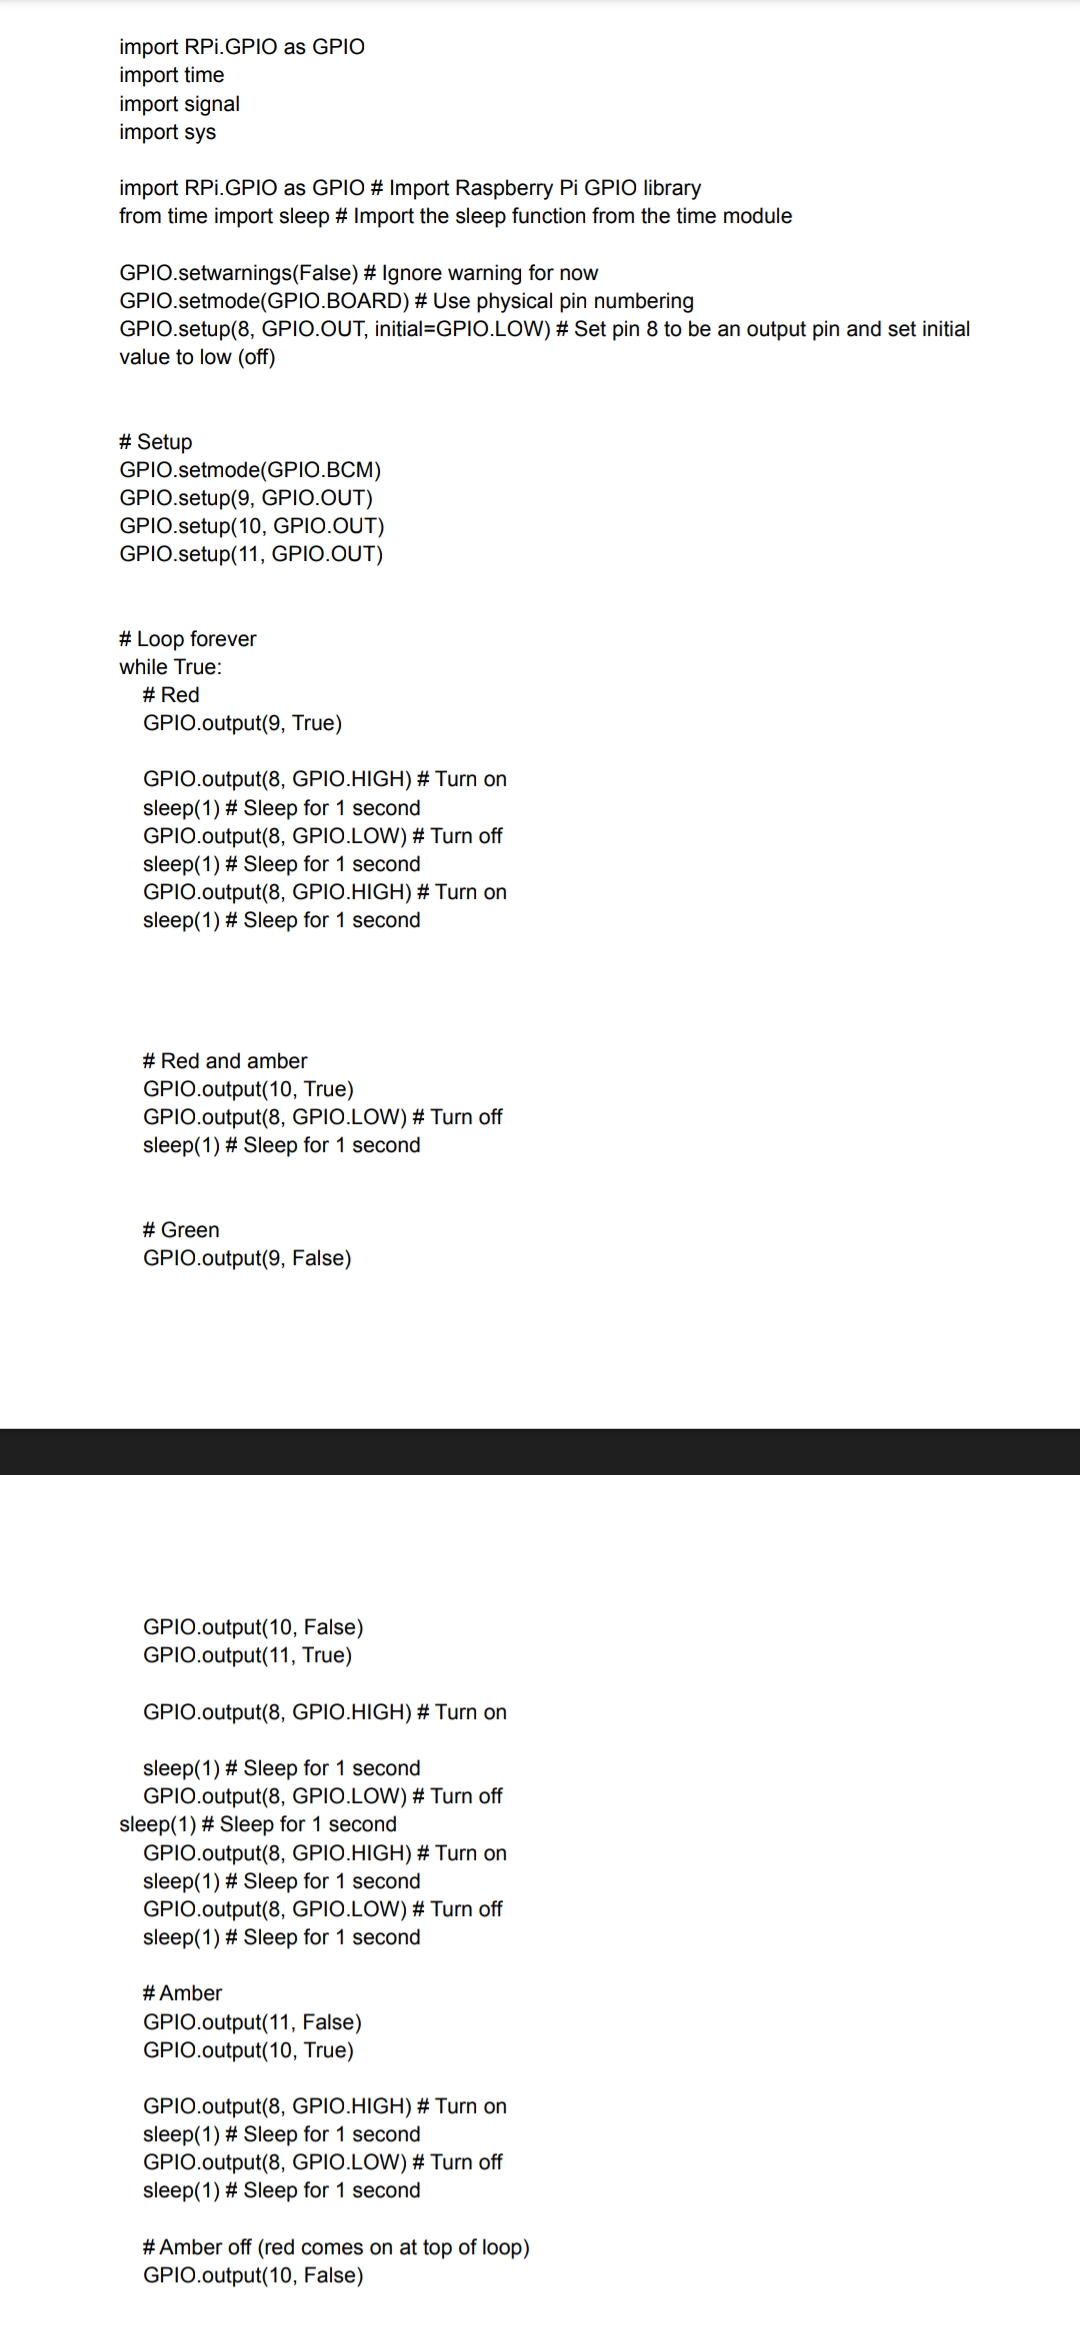 import RPi.GPIO as GPIO
import time
import signal
import sys
import RPi.GPIO as GPIO # Import Raspberry Pi GPIO library
from time import sleep # Import the sleep function from the time module
GPIO.setwarnings(False) # Ignore warning for now
GPIO.setmode(GPIO.BOARD) # Use physical pin numbering
GPIO.setup(8, GPIO.OUT, initial=GPIO.LOW) # Set pin 8 to be an output pin and set initial
value to low (off)
# Setup
GPIO.setmode(GPIO.BCM)
GPIO.setup(9, GPIO.OUT)
GPIO.setup(10, GPIO.OUT)
GPIO.setup(11, GPIO.OUT)
# Loop forever
while True:
    # Red
    GPIO.output(9, True)
    GPIO.output(8, GPIO.HIGH) # Turn on
    sleep(1) # Sleep for 1 second
    GPIO.output(8, GPIO.LOW) # Turn off
    sleep(1) # Sleep for 1 second
    GPIO.output(8, GPIO.HIGH) # Turn on
    sleep(1) # Sleep for 1 second
    # Red and amber
    GPIO.output(10, True)
    GPIO.output(8, GPIO.LOW) # Turn off
    sleep(1) # Sleep for 1 second
    # Green
    GPIO.output(9, False)
    GPIO.output(10, False)
    GPIO.output(11, True)
    GPIO.output(8, GPIO.HIGH) # Turn on
    sleep(1) # Sleep for 1 second
    GPIO.output(8, GPIO.LOW) # Turn off
sleep(1) # Sleep for 1 second
    GPIO.output(8, GPIO.HIGH) # Turn on
    sleep(1) # Sleep for 1 second
    GPIO.output(8, GPIO.LOW) # Turn off
    sleep(1) # Sleep for 1 second
    # Amber
    GPIO.output(11, False)
    GPIO.output(10, True)
    GPIO.output(8, GPIO.HIGH) # Turn on
    sleep(1) # Sleep for 1 second
    GPIO.output(8, GPIO.LOW) # Turn off
    sleep(1) # Sleep for 1 second
    # Amber off (red comes on at top of loop)
    GPIO.output(10, False)